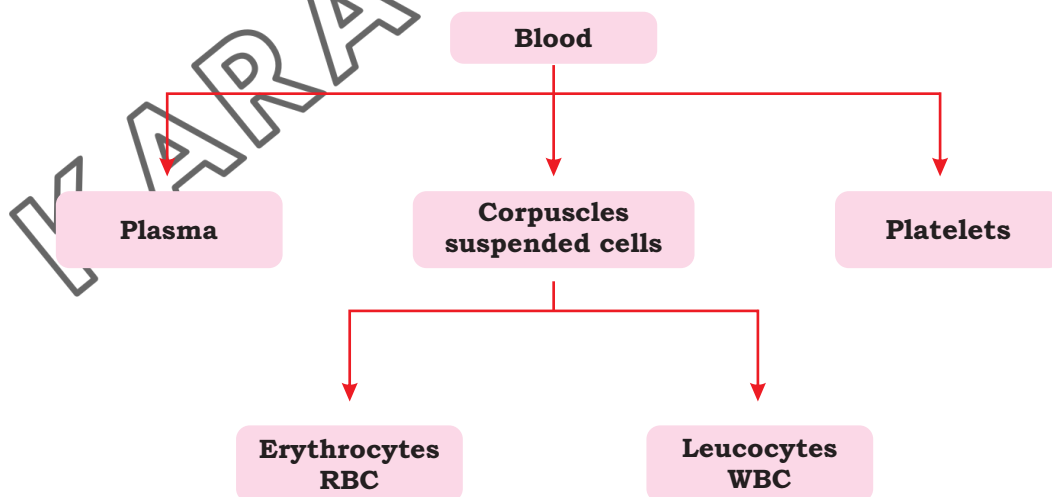 KARA
Blood
Plasma
Corpuscles
suspended cells
Platelets
Erythrocytes
RBC
Leucocytes
WBC